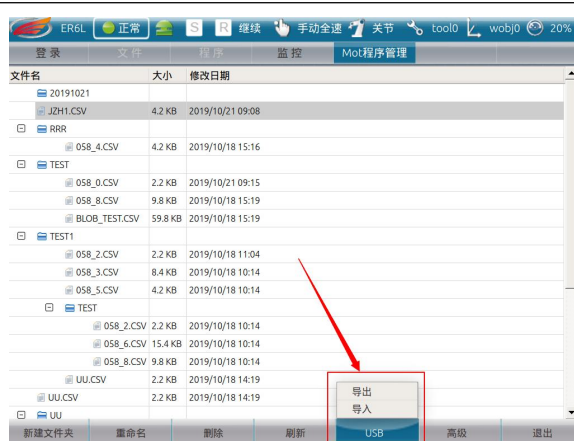 ER6L 正常 S R 继续 手动全速 关节 tool0 wobj0 20%
登录 文件 程序 监控 Mot程序管理
文件名 大小 修改日期
20191021
JZH1.CSV 4.2 KB 2019/10/21 09:08
RRR
058_4.CSV 4.2 KB 2019/10/18 15:16
TEST
058_0.CSV 2.2 KB 2019/10/21 09:15
058_8.CSV 9.8 KB 2019/10/18 15:19
BLOB_TEST.CSV 59.8 KB 2019/10/18 15:19
TEST1
058_2.CSV 2.2 KB 2019/10/18 11:04
058_3.CSV 8.4 KB 2019/10/18 10:14
058_5.CSV 4.2 KB 2019/10/18 10:14
TEST
058_2.CSV 2.2 KB 2019/10/18 10:14
058_6.CSV 15.4 KB 2019/10/18 10:14
058_8.CSV 9.8 KB 2019/10/18 10:14
UU.CSV 2.2 KB 2019/10/18 14:19
UU.CSV 2.2 KB 2019/10/18 14:19
UU
导出
导入
新建文件夹 重命名 删除 刷新 USB 高级 退出